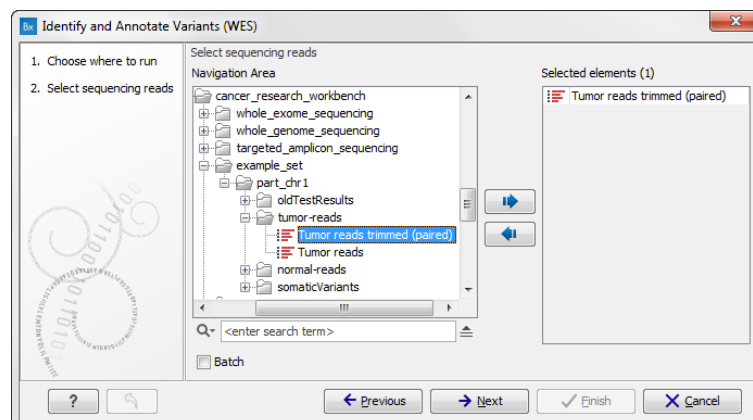 Bx Identify and Annotate Variants (WES)
1. Choose where to run
2. Select sequencing reads
Select sequencing reads
Navigation Area
cancer_research_workbench
whole_exome_sequencing
whole_genome_sequencing
targeted_amplicon_sequencing
example_set
part_chr1
oldTestResults
tumor-reads
Tumor reads trimmed (paired)
Tumor reads
normal-reads
somaticVariants
<enter search term>
Batch
Selected elements (1)
Tumor reads trimmed (paired)
? Previous Next Finish Cancel